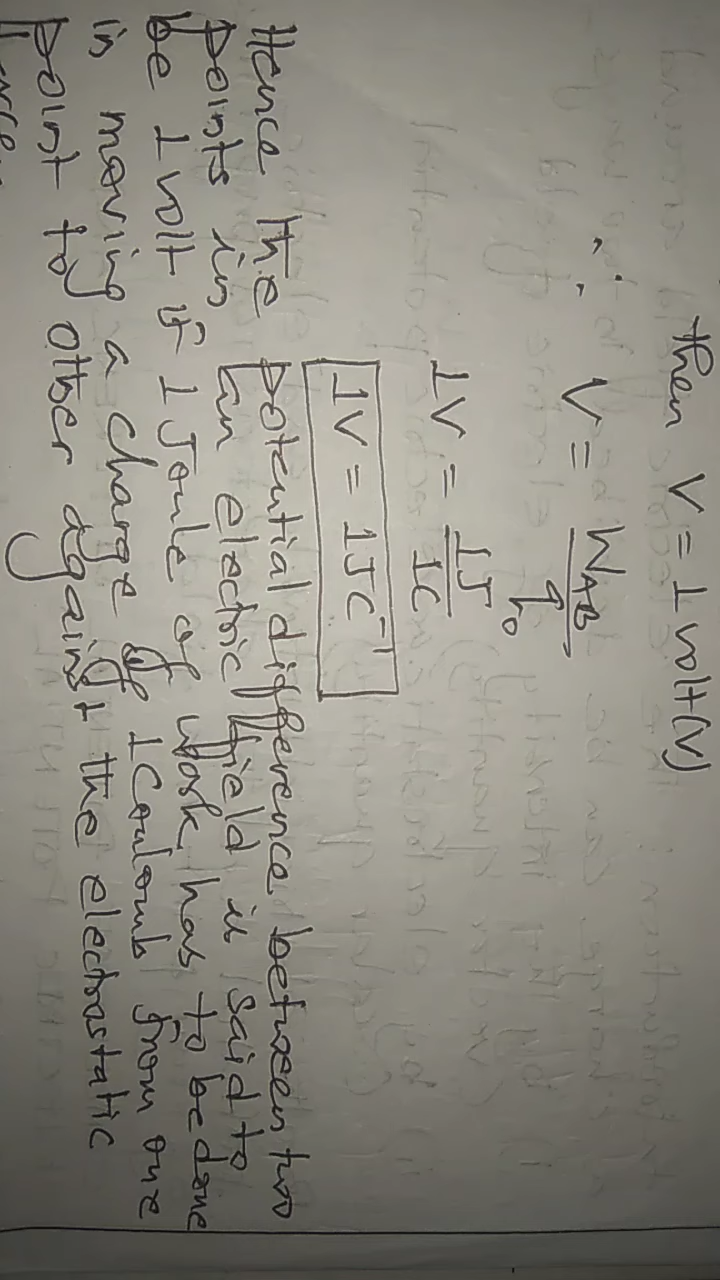 then V = 1 volt (V)
∴ V = W_AB / q_0
1V = 1J / 1C
1V = 1JC⁻¹
Hence the potential difference between two
points in an electric field is said to
be 1 volt if 1 Joule of work has to be done
in moving a charge of 1 Coulomb from one
point to other against the electrostatic